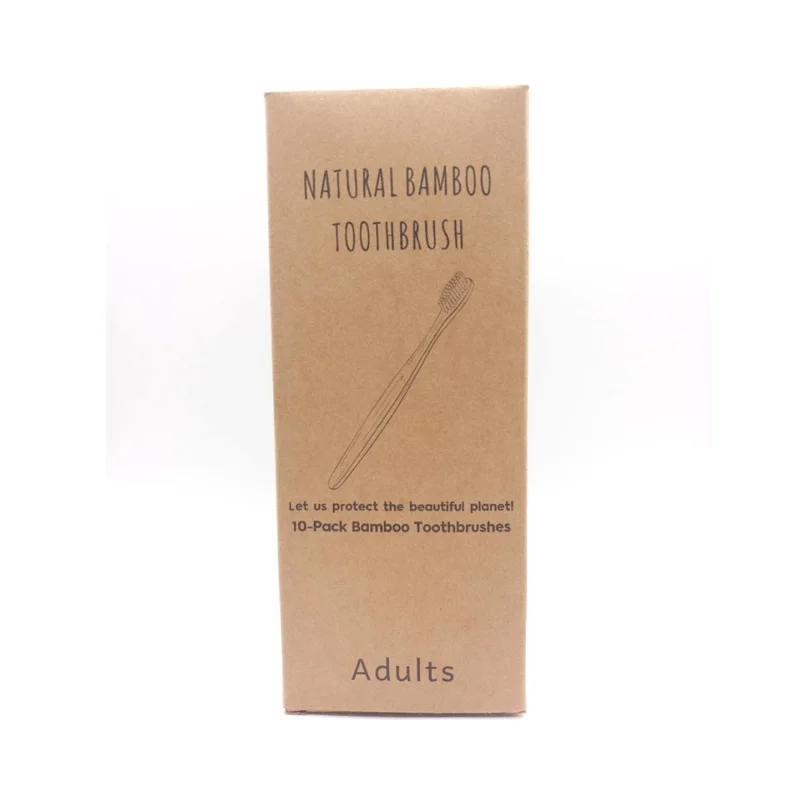 NATURAL BAMBOO
TOOTHBRUSH
Let us protect the beautiful planet!
10-Pack Bamboo Toothbrushes
Adults